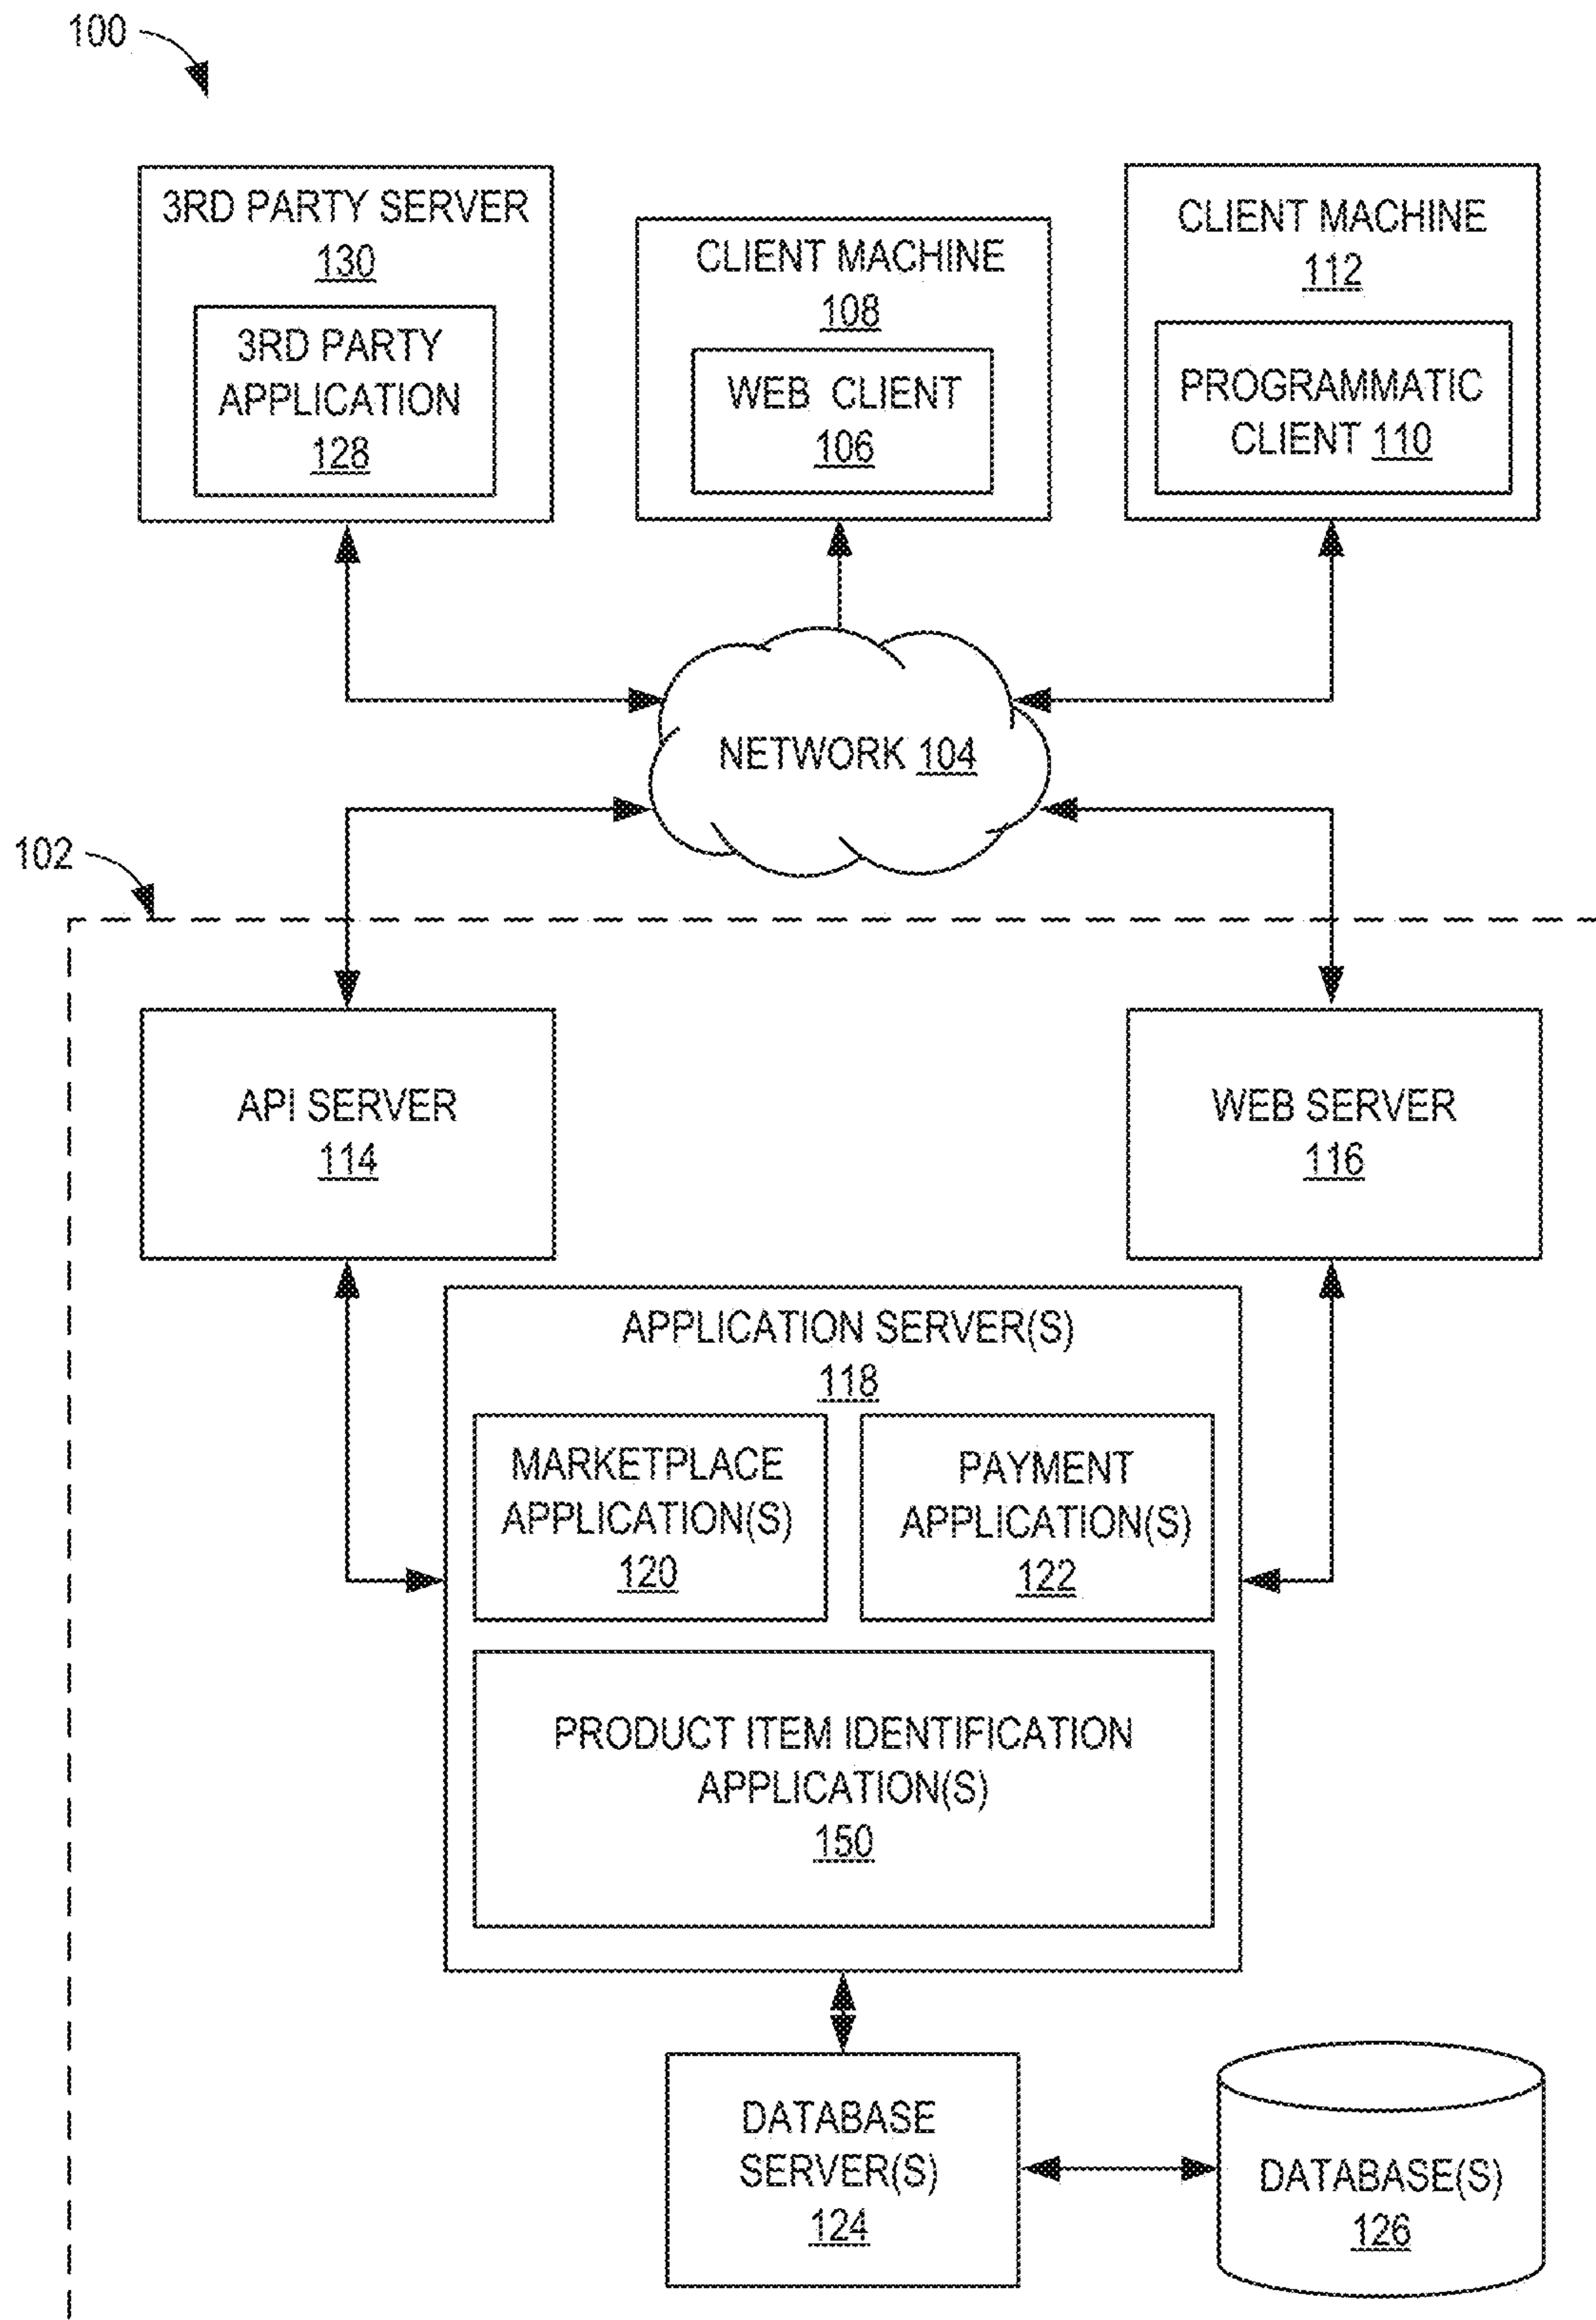 100
3RD PARTY SERVER
130
3RD PARTY
APPLICATION
128
CLIENT MACHINE
108
WEB CLIENT
106
CLIENT MACHINE
112
PROGRAMMATIC
CLIENT 110
NETWORK 104
102
API SERVER
114
WEB SERVER
116
APPLICATION SERVER(S)
118
MARKETPLACE
APPLICATION(S)
120
PAYMENT
APPLICATION(S)
122
PRODUCT ITEM IDENTIFICATION
APPLICATION(S)
150
DATABASE
SERVER(S)
124
DATABASE(S)
126